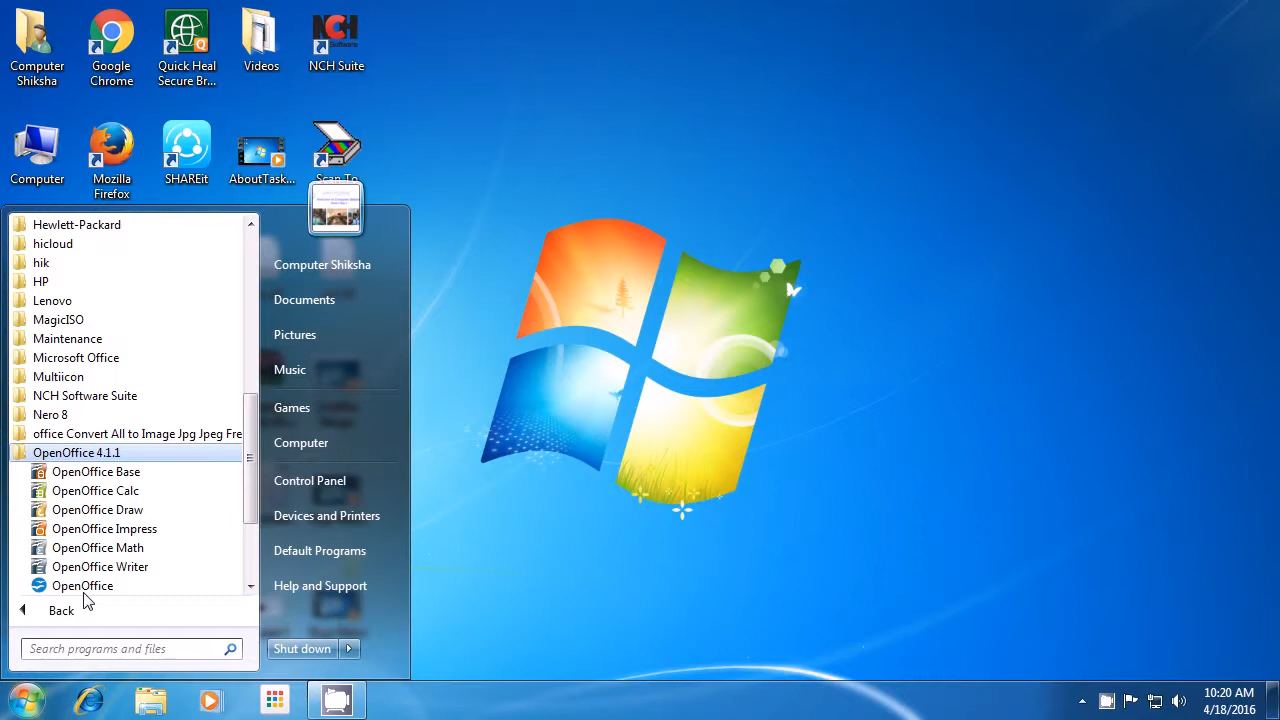 Computer
Shiksha
Google
Chrome
Quick Heal
Secure Br...
Videos
NCH
Software
NCH Suite
Computer
Mozilla
Firefox
SHAREit
AboutTask...
Scan To
Hewlett-Packard
hicloud
hik
HP
Lenovo
MagicISO
Maintenance
Microsoft Office
Multiicon
NCH Software Suite
Nero 8
office Convert All to Image Jpg Jpeg Fre
OpenOffice 4.1.1
OpenOffice Base
OpenOffice Calc
OpenOffice Draw
OpenOffice Impress
OpenOffice Math
OpenOffice Writer
OpenOffice
Back
Search programs and files
Computer Shiksha
Documents
Pictures
Music
Games
Computer
Control Panel
Devices and Printers
Default Programs
Help and Support
Shut down
10:20 AM
4/18/2016